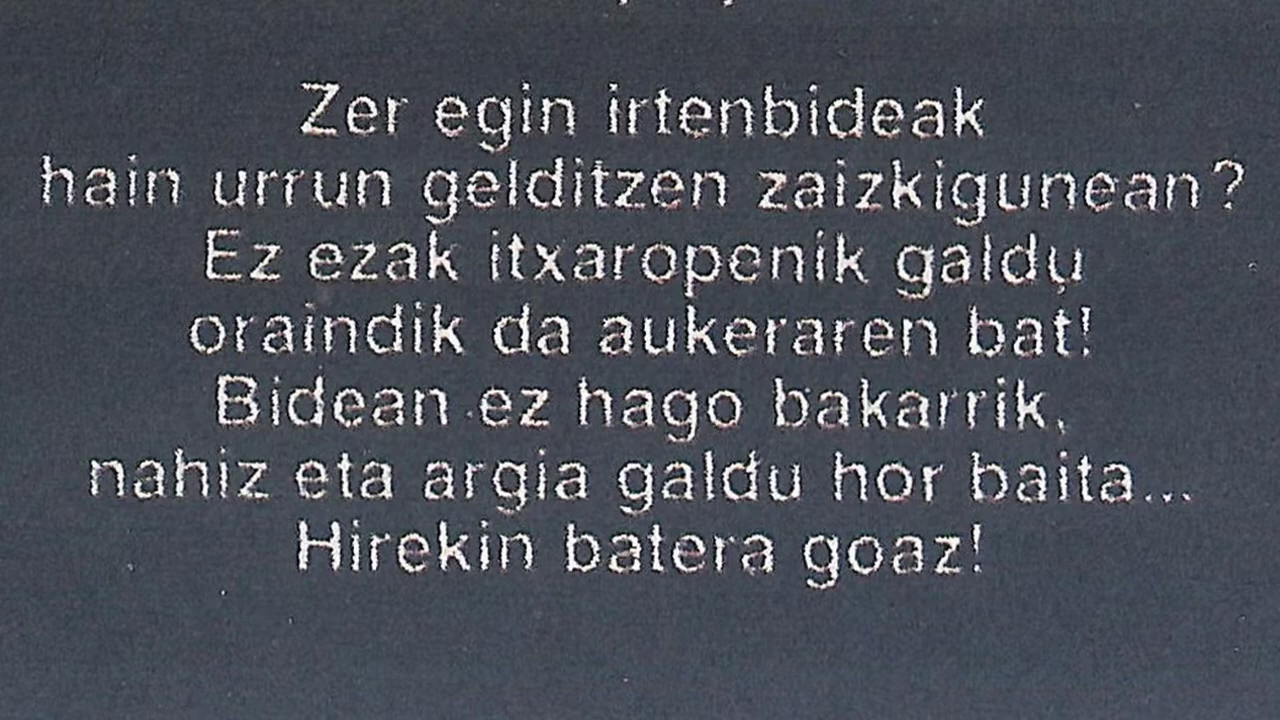 Zer egin irtenbideak
hain urrun gelditzen zaizkigunean?
Ez ezak itxaropenik galdu
oraindik da aukeraren bat!
Bidean ez hago bakarrik,
nahiz eta argia galdu hor baita...
Hirekin batera goaz!